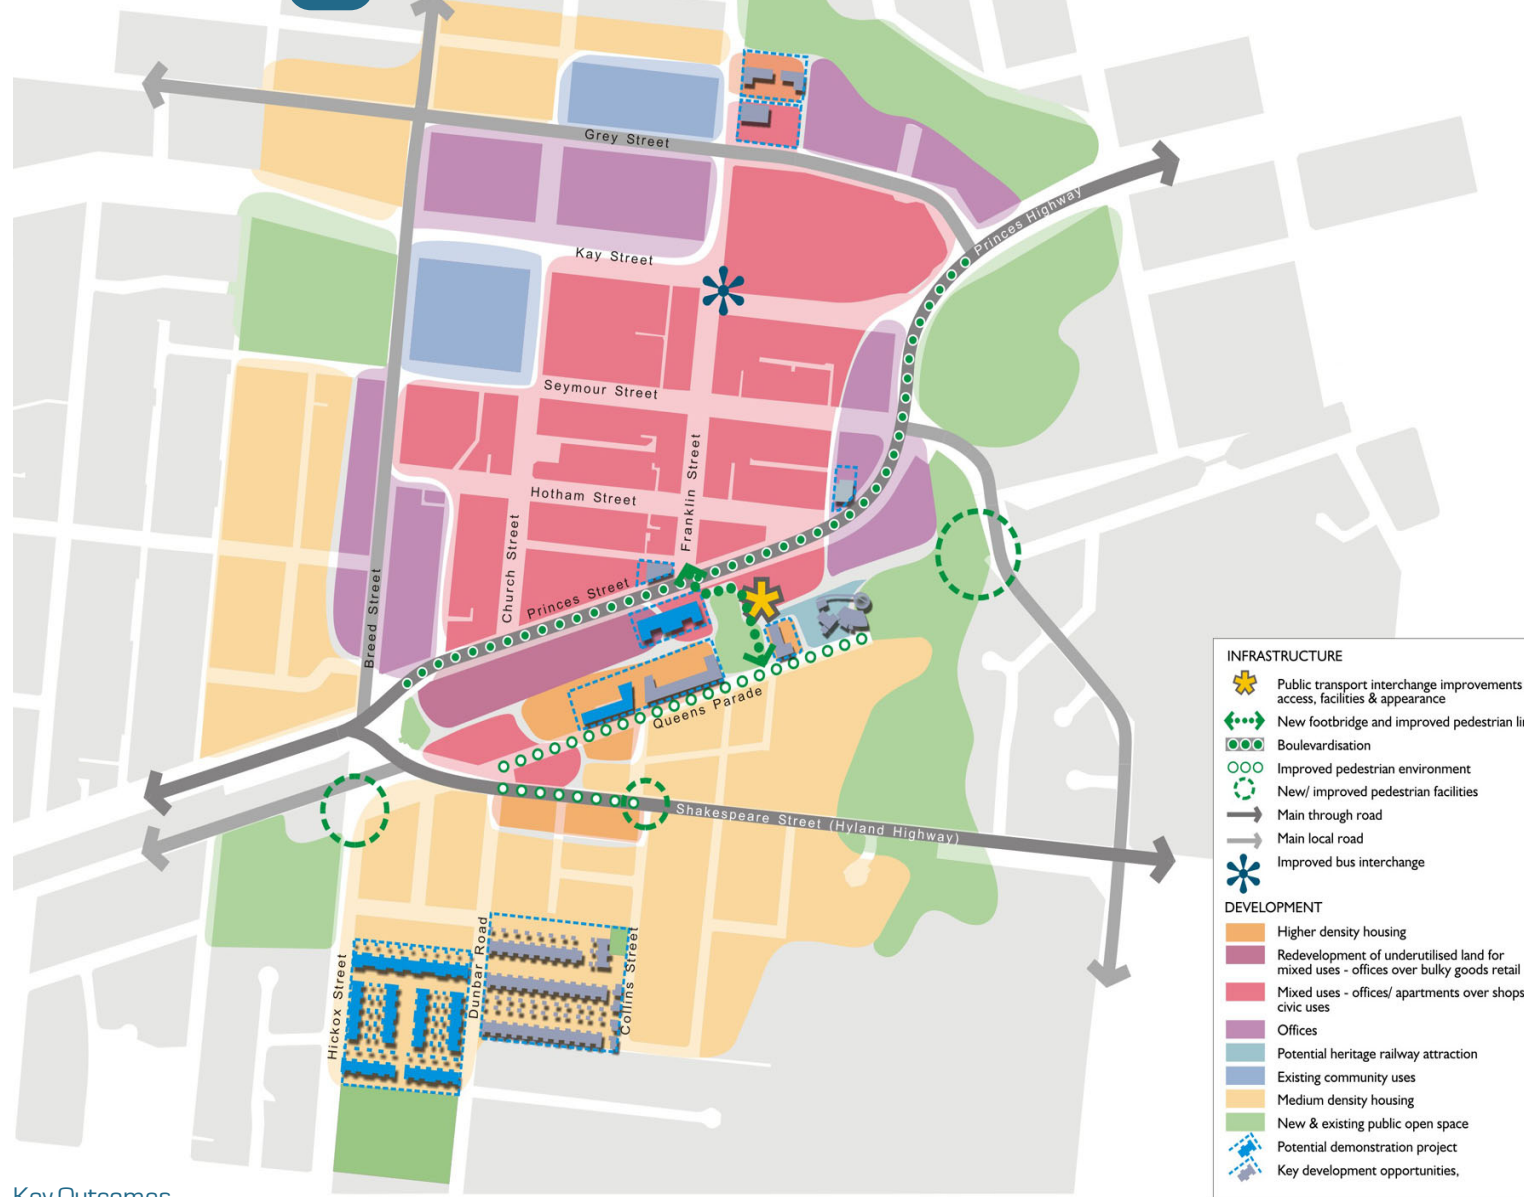 Grey Street
Princes Highway
Kay Street
Seymour Street
Franklin Street
Hotham Street
Church Street
Princes Street
Breed Street
Queens Parade
Shakespeare Street (Hyland Highway)
Dunbar Road
Collins Street
Hickox Street
INFRASTRUCTURE
Public transport interchange improvements
access, facilities & appearance
New footbridge and improved pedestrian
Boulevardisation
Improved pedestrian environment
New/ improved pedestrian facilities
Main through road
Main local road
Improved bus interchange
DEVELOPMENT
Higher density housing
Redevelopment of underutilised land for
mixed uses - offices over bulky goods retail
Mixed uses - offices/ apartments over shops
civic uses
Offices
Potential heritage railway attraction
Existing community uses
Medium density housing
New & existing public open space
Potential demonstration project
Key development opportunities,
Key Outcomes